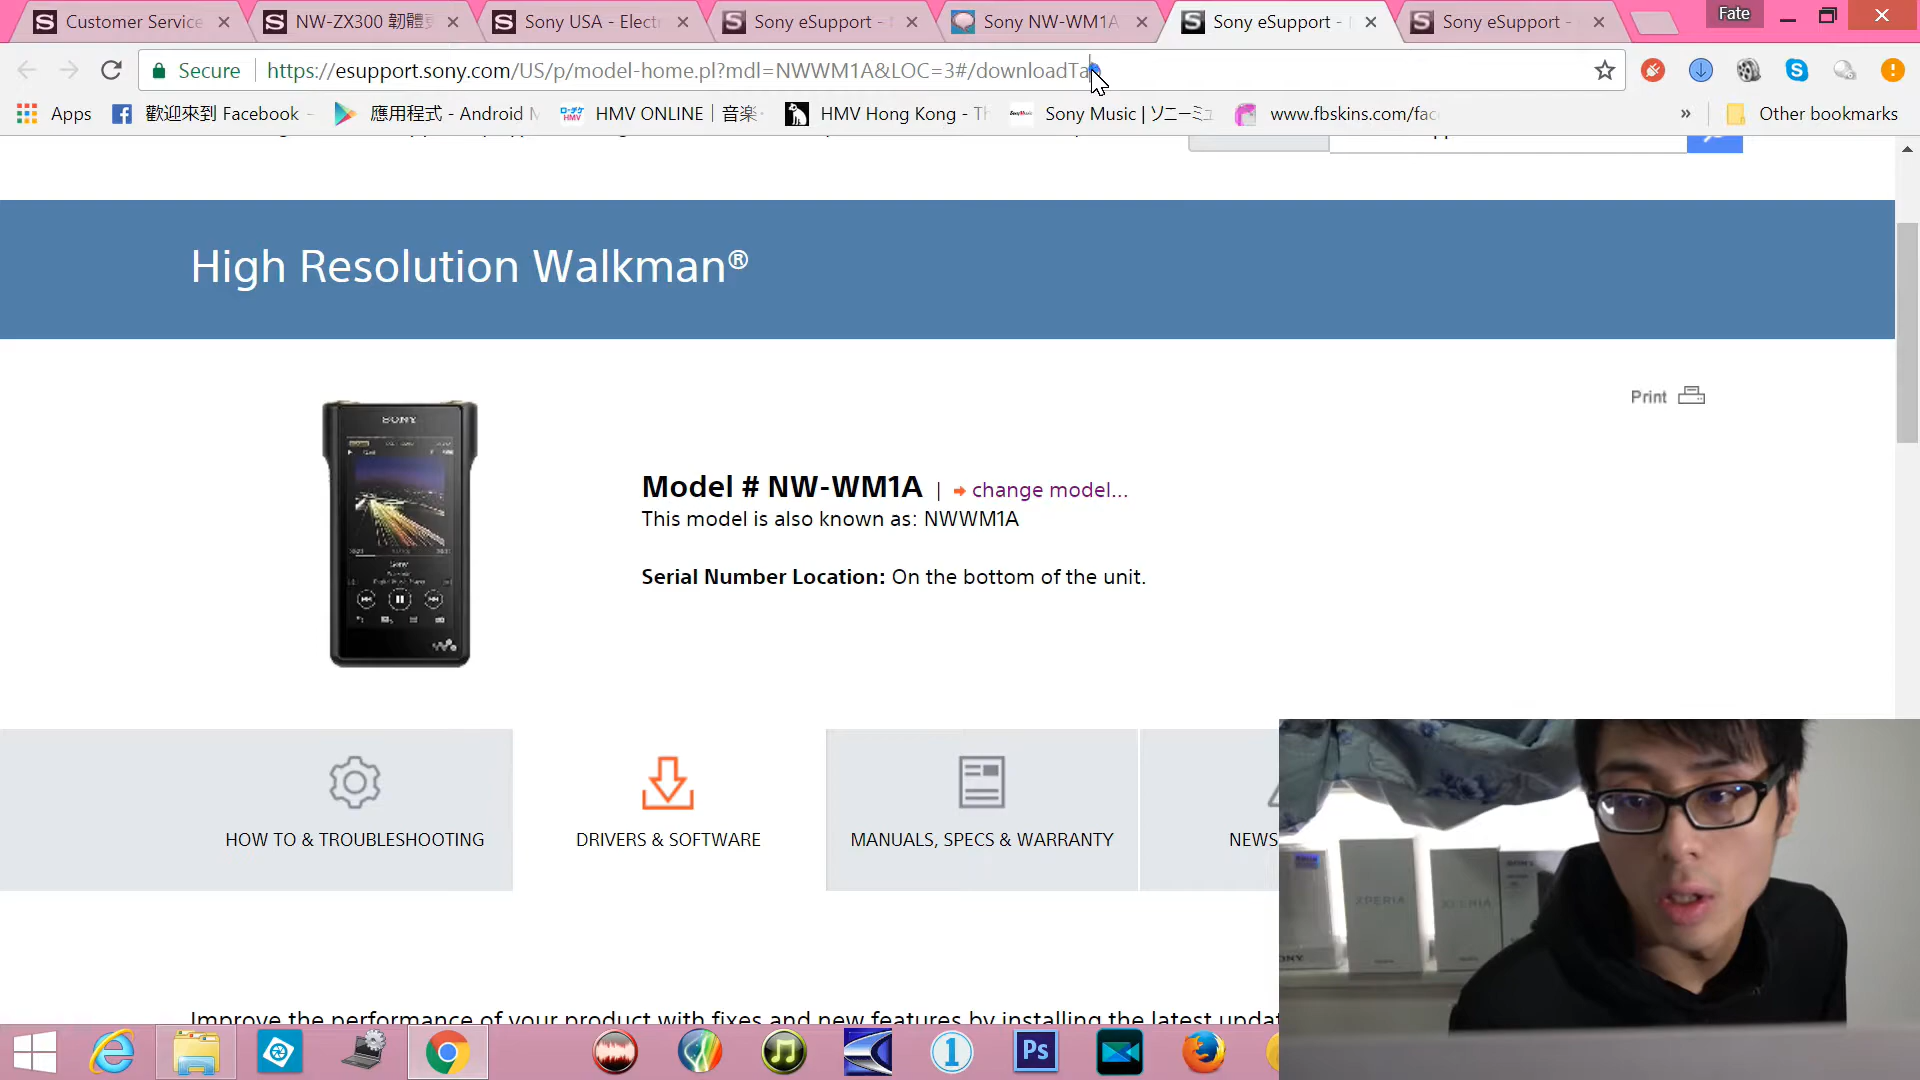 Customer Service
NW-ZX300 韌體更
Sony USA - Electr
Sony eSupport -
Sony NW-WM1A
Sony eSupport -
Sony eSupport -
Fate
Secure
https://esupport.sony.com/US/p/model-home.pl?mdl=NWWM1A&LOC=3#/downloadTa
Apps
歡迎來到 Facebook
應用程式 - Android
HMV ONLINE | 音楽
HMV Hong Kong - Th
Sony Music | ソニーミュ
www.fbskins.com/fac
»
Other bookmarks
High Resolution Walkman®
Print
SONY
Model # NW-WM1A | change model...
This model is also known as: NWWM1A
Serial Number Location: On the bottom of the unit.
HOW TO & TROUBLESHOOTING
DRIVERS & SOFTWARE
MANUALS, SPECS & WARRANTY
NEWS
XPERIA
XPERIA
Improve the performance of your product with fixes and new features by installing the latest upda
Ps